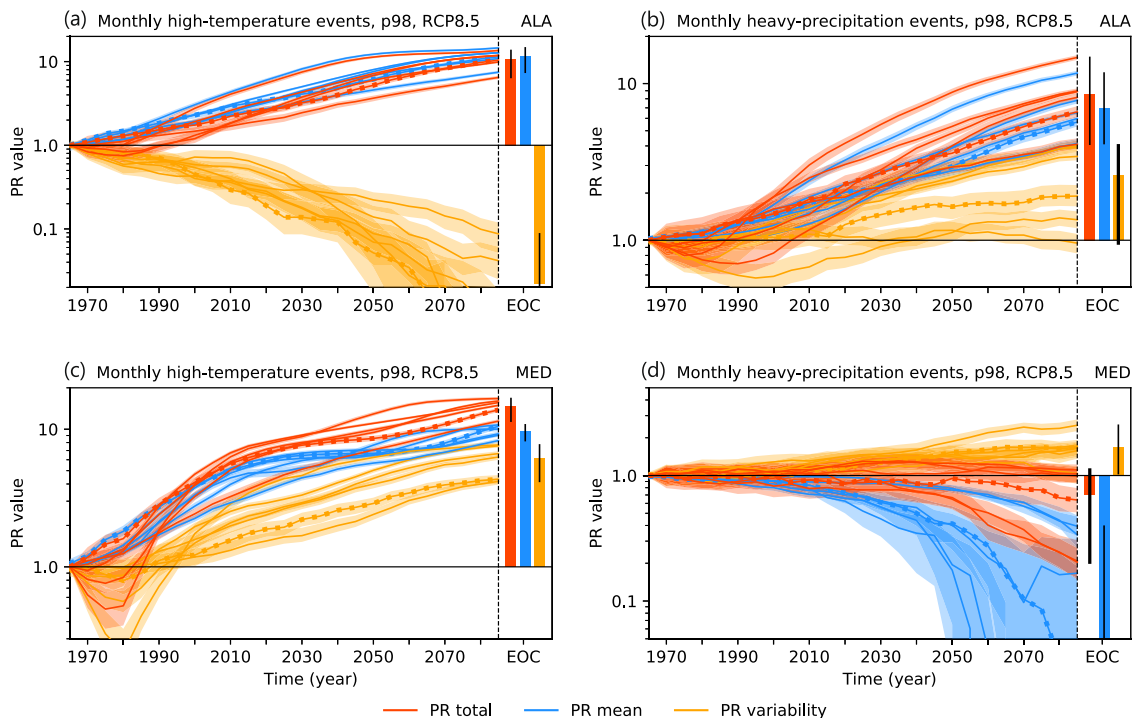 (a) Monthly high-temperature events, p98, RCP8.5 ALA
PR value
10
1.0
0.1
1970 1990 2010 2030 2050 2070 EOC
(b) Monthly heavy-precipitation events, p98, RCP8.5 ALA
PR value
10
1.0
1970 1990 2010 2030 2050 2070 EOC
(c) Monthly high-temperature events, p98, RCP8.5 MED
PR value
10
1.0
1970 1990 2010 2030 2050 2070 EOC
Time (year)
(d) Monthly heavy-precipitation events, p98, RCP8.5 MED
PR value
1.0
0.1
1970 1990 2010 2030 2050 2070 EOC
Time (year)
PR total PR mean PR variability